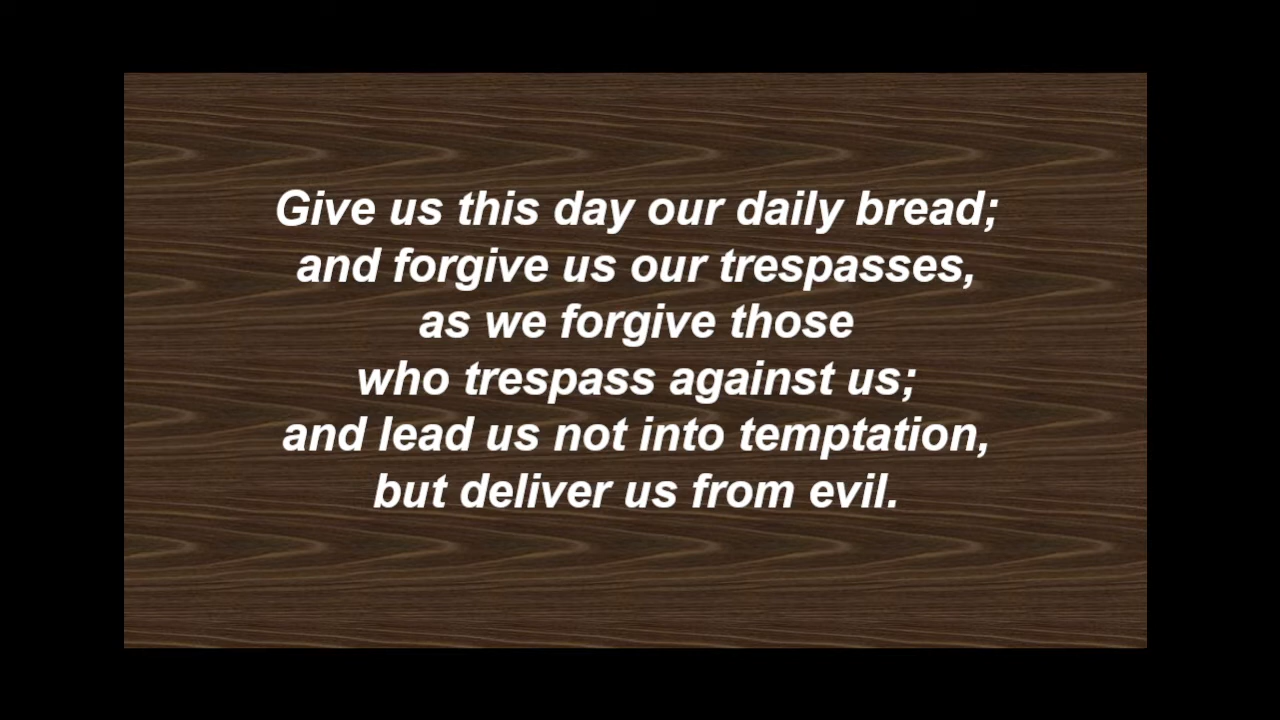 Give us this day our daily bread;
and forgive us our trespasses,
as we forgive those
who trespass against us;
and lead us not into temptation,
but deliver us from evil.